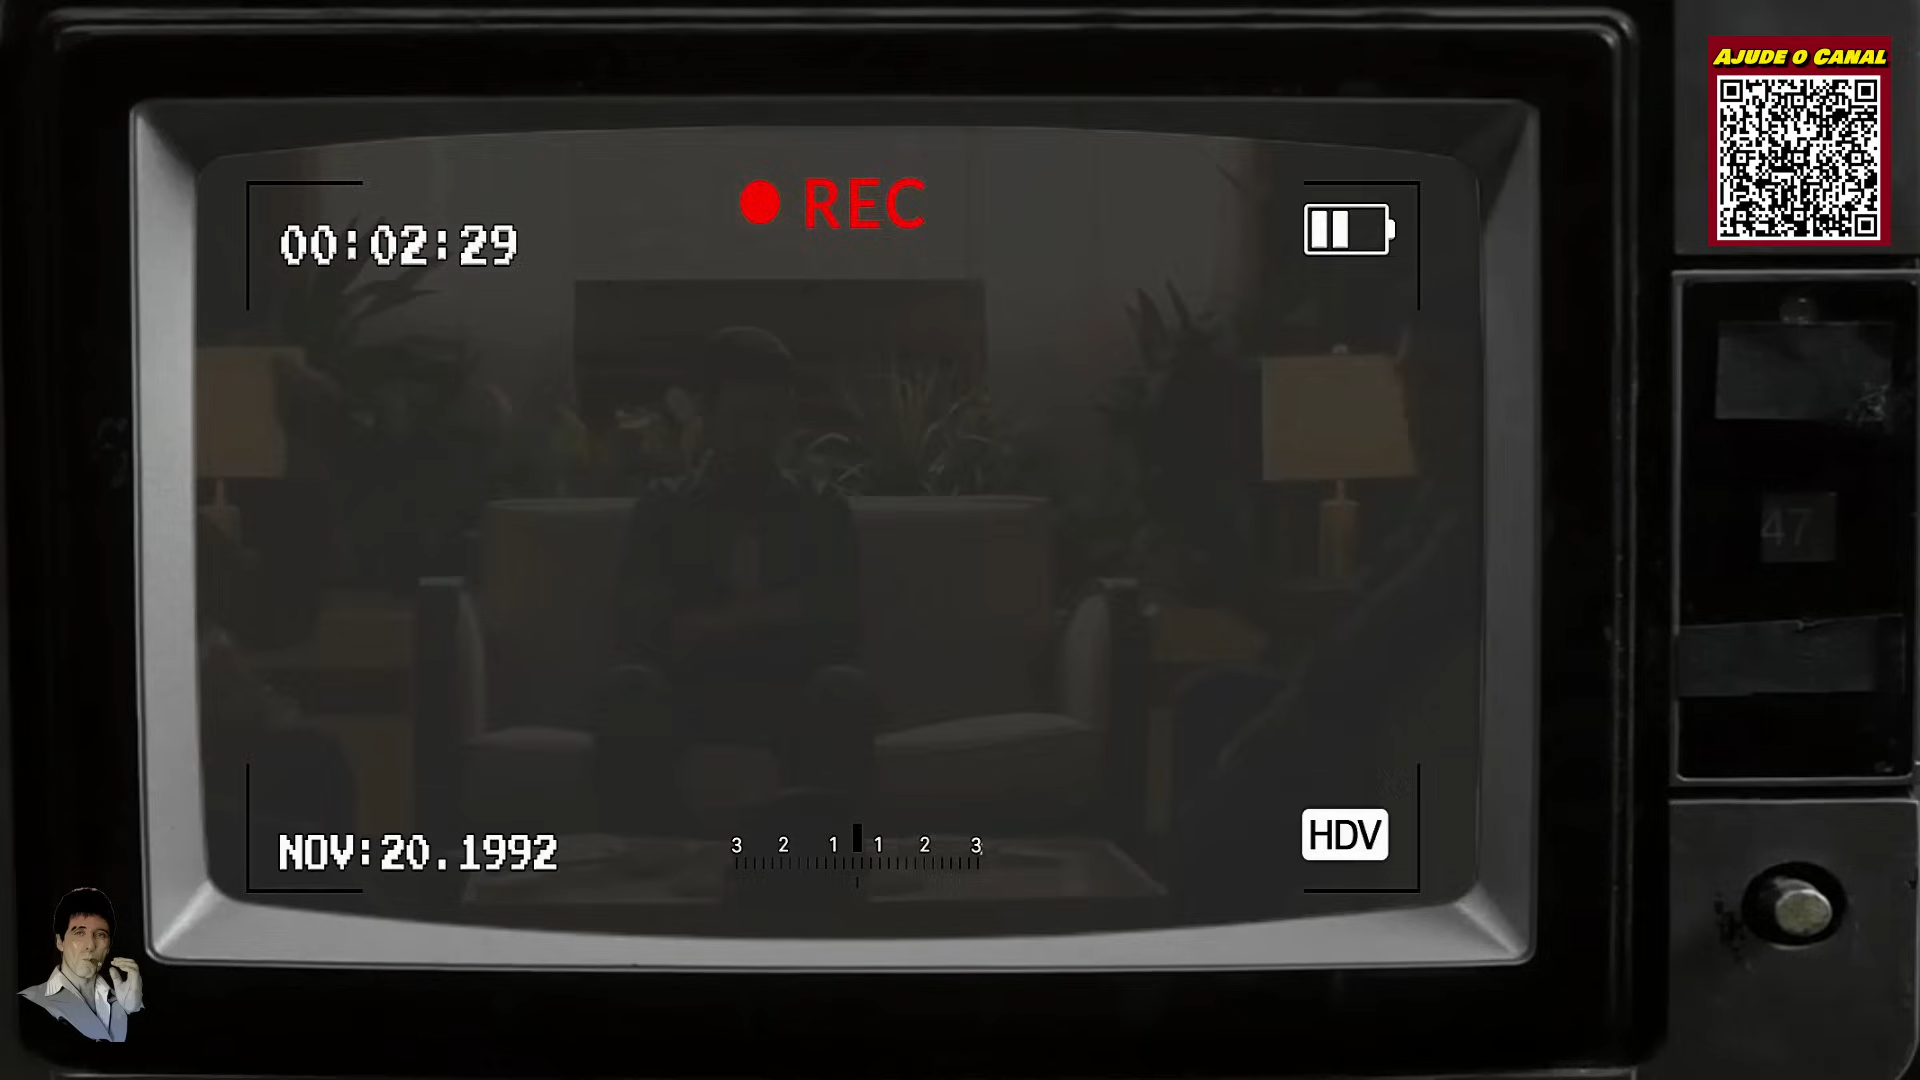 AJUDE O CANAL
REC
00:02:29
47
NOV:20.1992
3 2 1 1 2 3
HDV